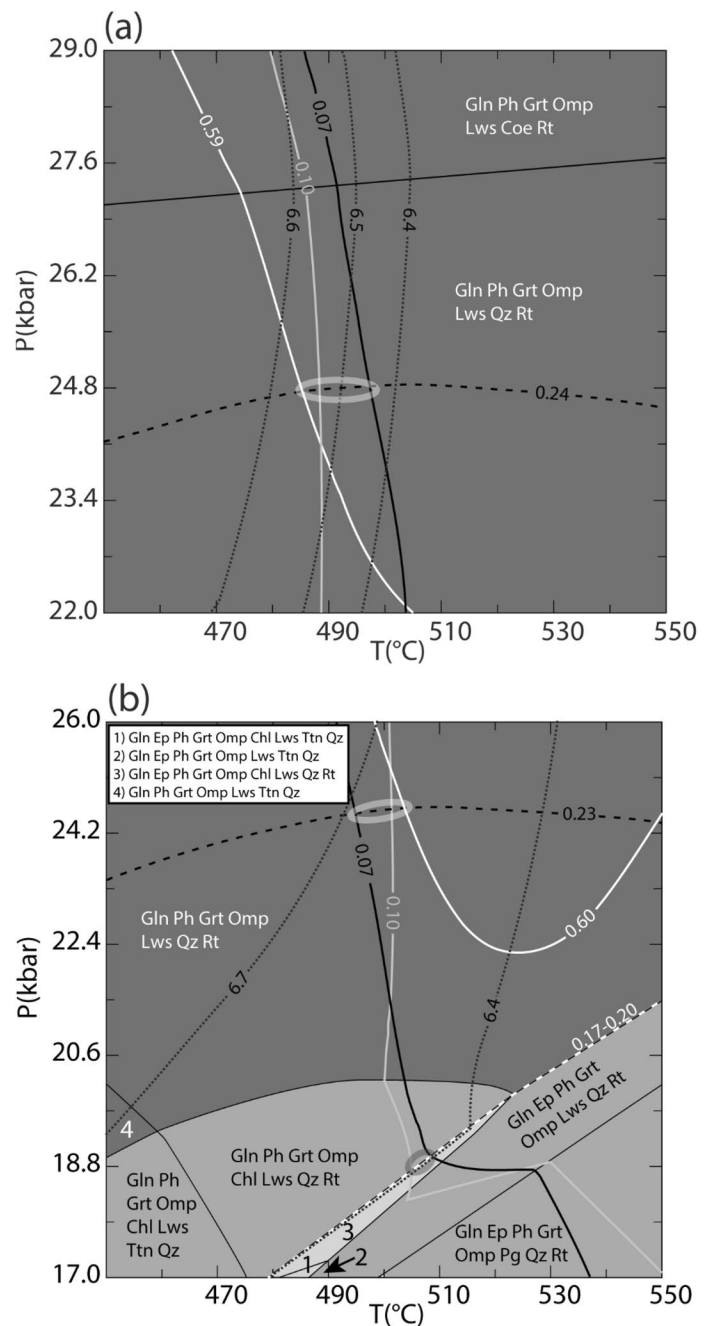 (a)
29.0
27.6
26.2
24.8
23.4
22.0
P(kbar)
0.59
0.10
0.07
6.6
6.5
6.4
0.24
Gln Ph Grt Omp
Lws Coe Rt
Gln Ph Grt Omp
Lws Qz Rt
470
490
510
530
550
T(°C)
(b)
26.0
24.2
22.4
20.6
18.8
17.0
P(kbar)
1) Gln Ep Ph Grt Omp Chl Lws Ttn Qz
2) Gln Ep Ph Grt Omp Lws Ttn Qz
3) Gln Ep Ph Grt Omp Chl Lws Qz Rt
4) Gln Ph Grt Omp Lws Ttn Qz
0.07
0.10
0.23
0.60
6.7
6.4
0.17-0.20
Gln Ph Grt Omp
Lws Qz Rt
Gln Ep Ph Grt
Omp Lws Qz Rt
4
Gln Ph Grt Omp
Chl Lws Qz Rt
Gln Ph
Grt Omp
Chl Lws
Ttn Qz
3
1
2
Gln Ep Ph Grt
Omp Pg Qz Rt
470
490
510
530
550
T(°C)